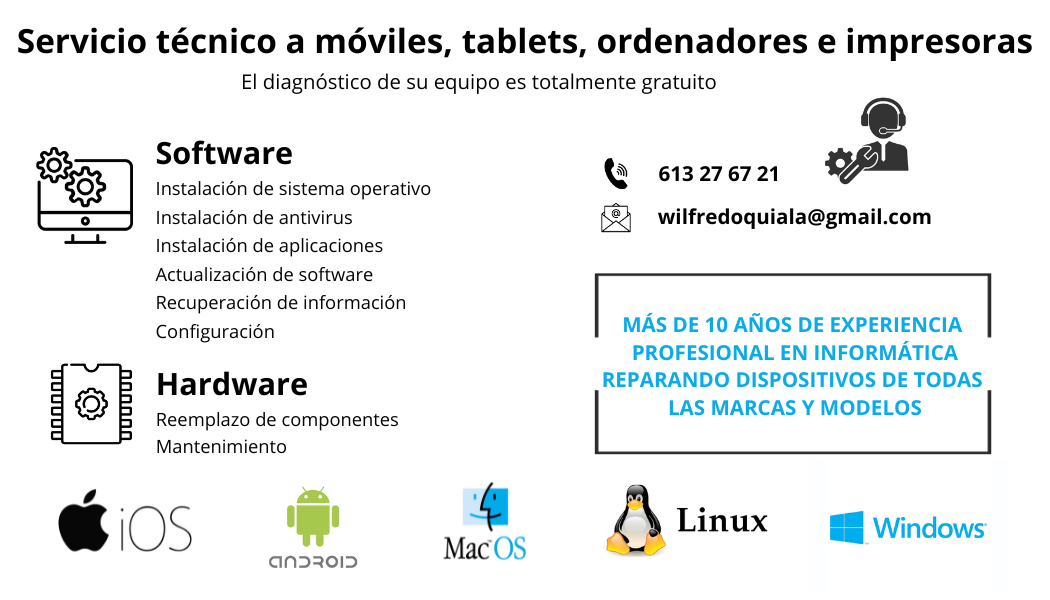 Servicio técnico a móviles, tablets, ordenadores e impresoras
El diagnóstico de su equipo es totalmente gratuito
Software
Instalación de sistema operativo
Instalación de antivirus
Instalación de aplicaciones
Actualización de software
Recuperación de información
Configuración
Hardware
Reemplazo de componentes
Mantenimiento
613 27 67 21
@
wilfredoquiala@gmail.com
MÁS DE 10 AÑOS DE EXPERIENCIA
PROFESIONAL EN INFORMÁTICA
REPARANDO DISPOSITIVOS DE TODAS
LAS MARCAS Y MODELOS
iOS
ANDROID
Mac™OS
Linux
Windows